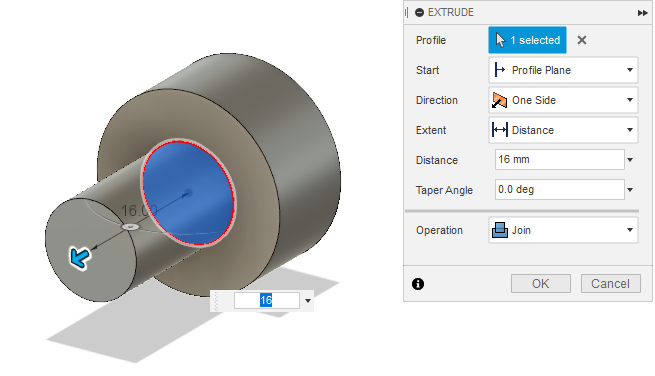 EXTRUDE
Profile 1 selected
Start Profile Plane
Direction One Side
Extent Distance
Distance 16 mm
Taper Angle 0.0 deg
Operation Join
OK Cancel
16.00
16